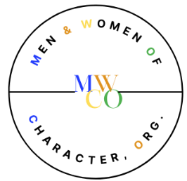 MEN & WOMEN OF
MW
CO
CHARACTER, ORG.